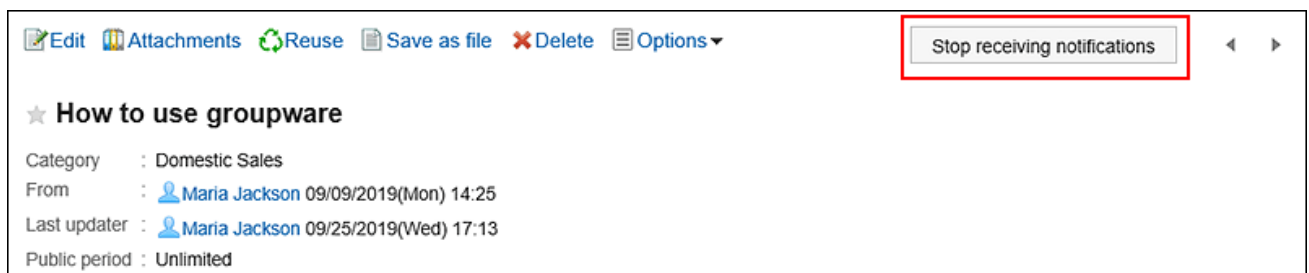 Edit Attachments Reuse Save as file Delete Options Stop receiving notifications
How to use groupware
Category : Domestic Sales
From : Maria Jackson 09/09/2019(Mon) 14:25
Last updater : Maria Jackson 09/25/2019(Wed) 17:13
Public period : Unlimited